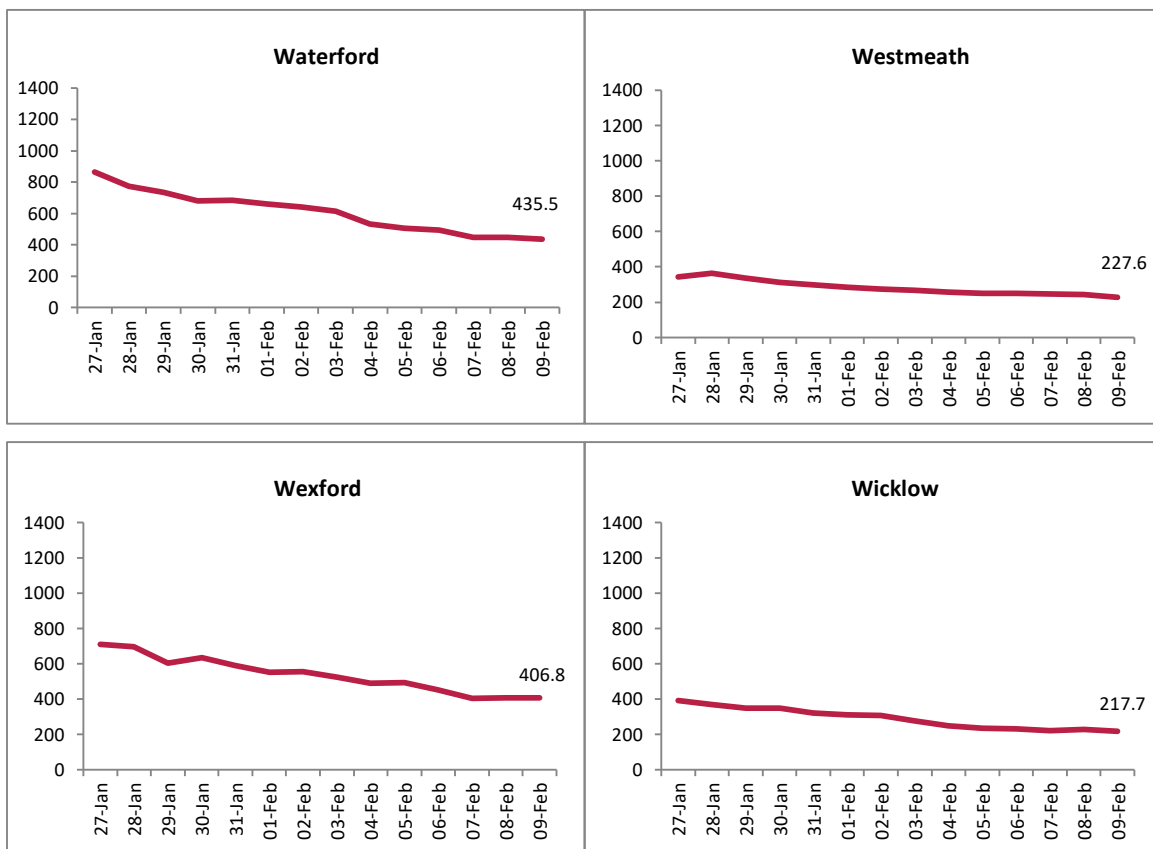 Waterford
1400
1200
1000
800
600
400
200
0
435.5
27-Jan
28-Jan
29-Jan
30-Jan
31-Jan
01-Feb
02-Feb
03-Feb
04-Feb
05-Feb
06-Feb
07-Feb
08-Feb
09-Feb
Westmeath
1400
1200
1000
800
600
400
200
0
227.6
27-Jan
28-Jan
29-Jan
30-Jan
31-Jan
01-Feb
02-Feb
03-Feb
04-Feb
05-Feb
06-Feb
07-Feb
08-Feb
09-Feb
Wexford
1400
1200
1000
800
600
400
200
0
406.8
27-Jan
28-Jan
29-Jan
30-Jan
31-Jan
01-Feb
02-Feb
03-Feb
04-Feb
05-Feb
06-Feb
07-Feb
08-Feb
09-Feb
Wicklow
1400
1200
1000
800
600
400
200
0
217.7
27-Jan
28-Jan
29-Jan
30-Jan
31-Jan
01-Feb
02-Feb
03-Feb
04-Feb
05-Feb
06-Feb
07-Feb
08-Feb
09-Feb